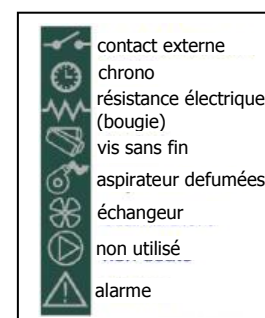 contact externe
chrono
résistance électrique
(bougie)
vis sans fin
aspirateur defumées
échangeur
non utilisé
alarme